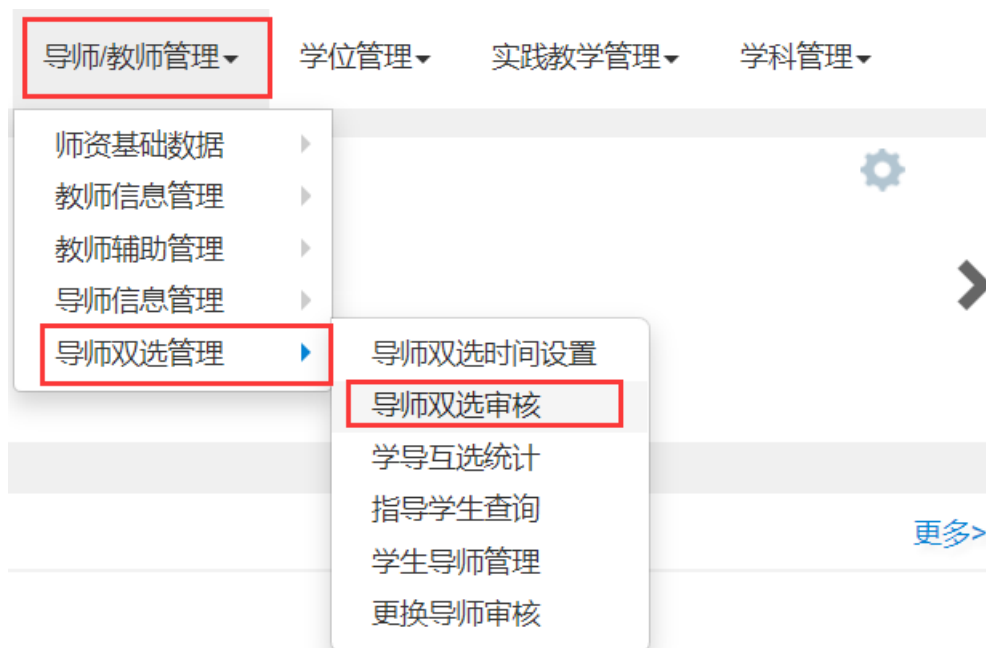 导师/教师管理 学位管理 实践教学管理 学科管理
师资基础数据
教师信息管理
教师辅助管理
导师信息管理
导师双选管理
导师双选时间设置
导师双选审核
学导互选统计
指导学生查询
学生导师管理
更换导师审核
更多>